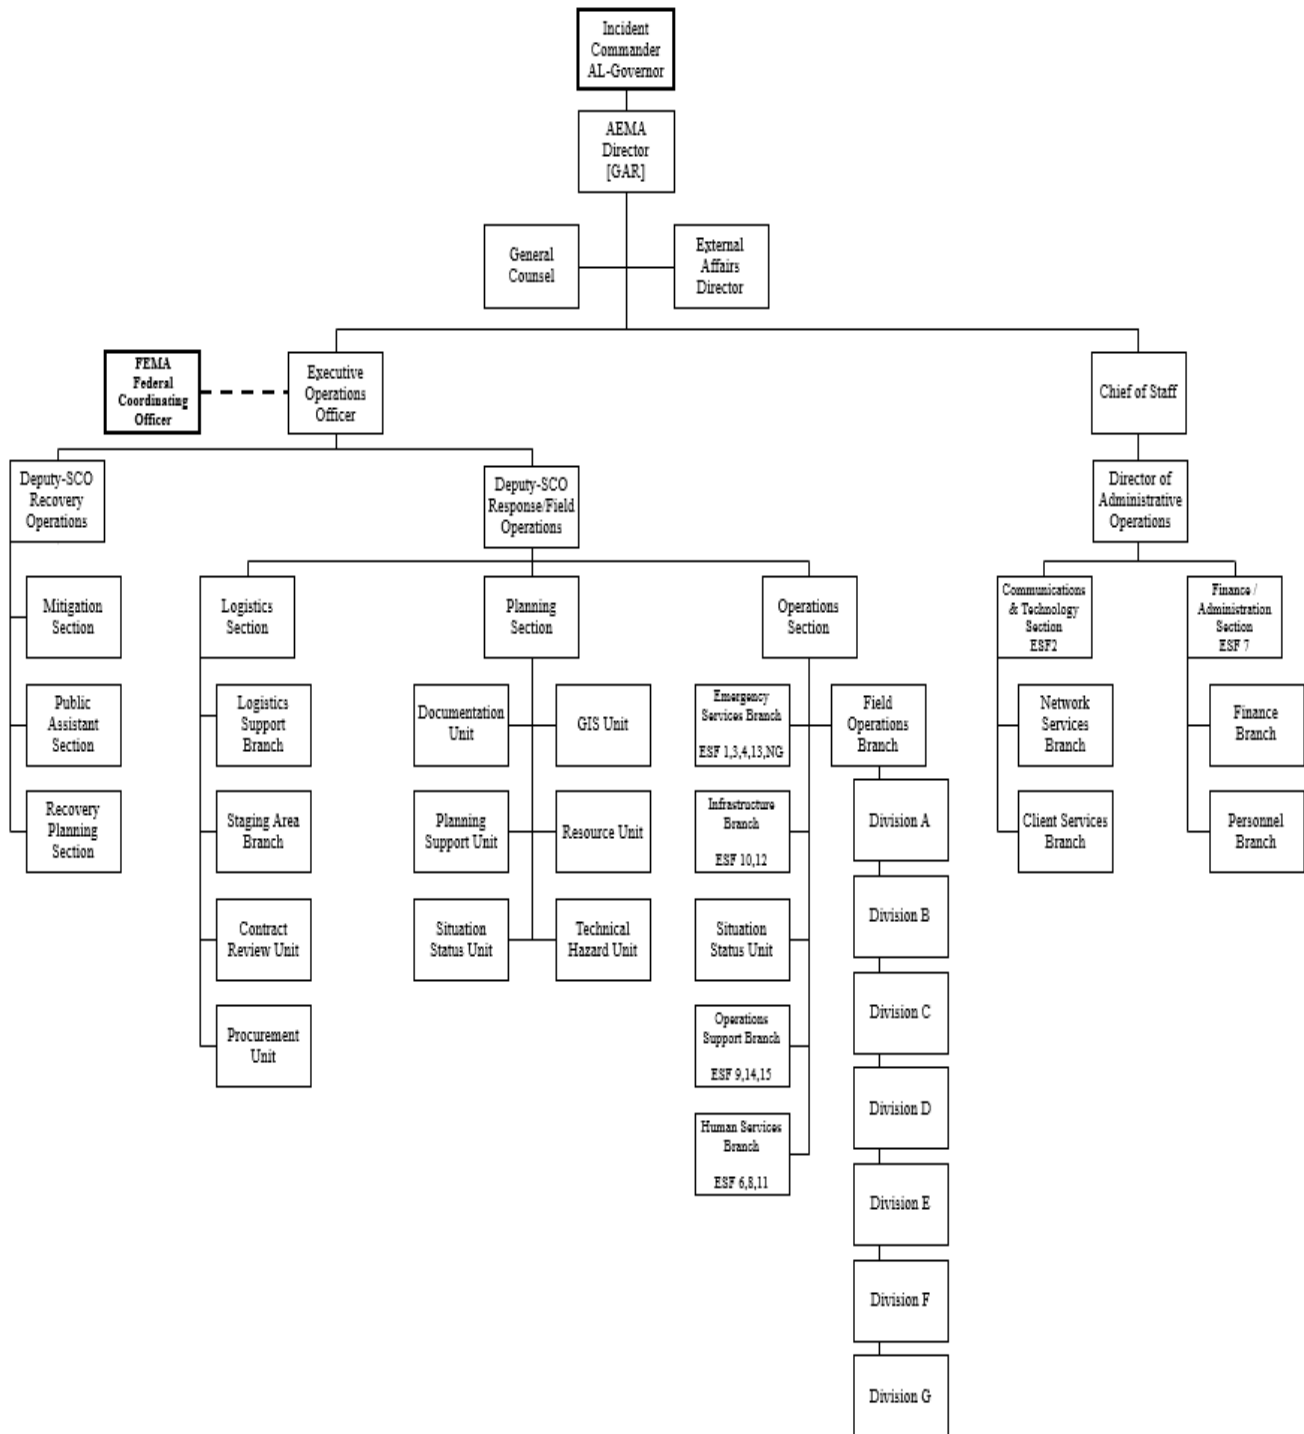 Incident
Commander
AL-Governor
AEMA
Director
[GAR]
General
Counsel
External
Affairs
Director
FEMA
Federal
Coordinating
Officer
Executive
Operations
Officer
Chief of Staff
Deputy-SCO
Recovery
Operations
Deputy-SCO
Response/Field
Operations
Director of
Administrative
Operations
Mitigation
Section
Public
Assistant
Section
Recovery
Planning
Section
Logistics
Section
Logistics
Support
Branch
Staging Area
Branch
Contract
Review Unit
Procurement
Unit
Planning
Section
Documentation
Unit
GIS Unit
Planning
Support Unit
Resource Unit
Situation
Status Unit
Technical
Hazard Unit
Operations
Section
Emergency
Services Branch
ESF 1,3,4,13,NG
Infrastructure
Branch
ESF 10,12
Situation
Status Unit
Operations
Support Branch
ESF 9,14,15
Human Services
Branch
ESF 6,8,11
Field
Operations
Branch
Division A
Division B
Division C
Division D
Division E
Division F
Division G
Communications
& Technology
Section
ESF2
Network
Services
Branch
Client Services
Branch
Finance /
Administration
Section
ESF 7
Finance
Branch
Personnel
Branch